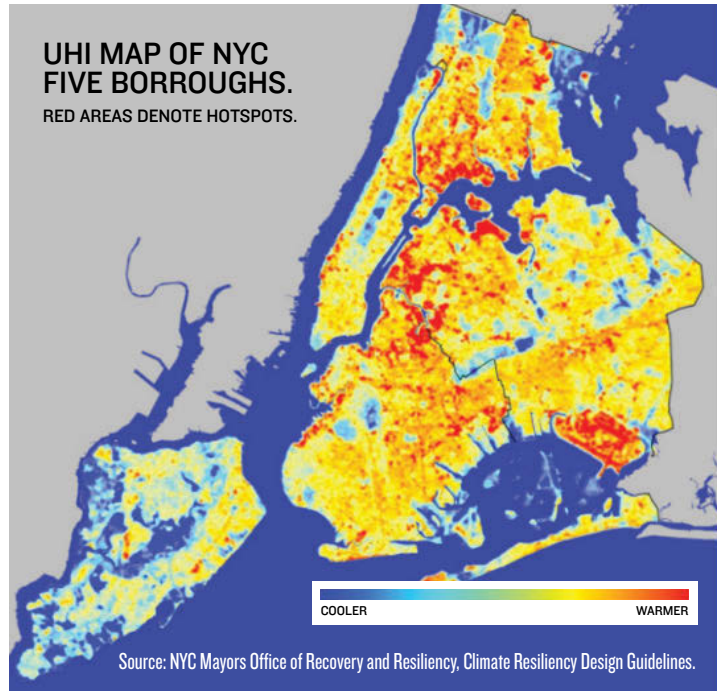 UHI MAP OF NYC
FIVE BORROUGHS.
RED AREAS DENOTE HOTSPOTS.
COOLER WARMER
Source: NYC Mayors Office of Recovery and Resiliency, Climate Resiliency Design Guidelines.